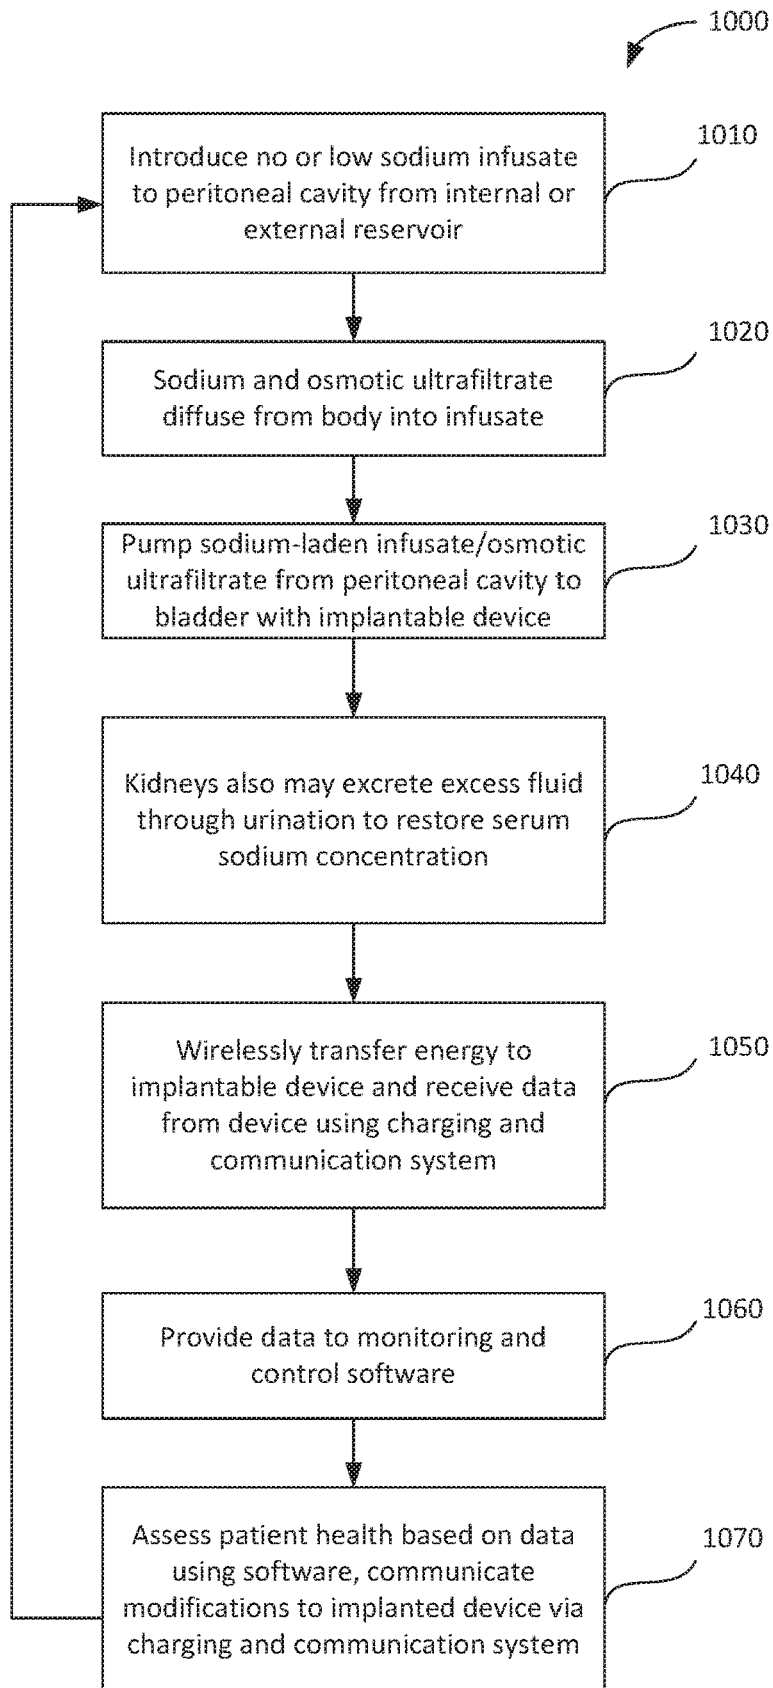 1000
1010
Introduce no or low sodium infusate
to peritoneal cavity from internal or
external reservoir
1020
Sodium and osmotic ultrafiltrate
diffuse from body into infusate
1030
Pump sodium-laden infusate/osmotic
ultrafiltrate from peritoneal cavity to
bladder with implantable device
1040
Kidneys also may excrete excess fluid
through urination to restore serum
sodium concentration
1050
Wirelessly transfer energy to
implantable device and receive data
from device using charging and
communication system
1060
Provide data to monitoring and
control software
1070
Assess patient health based on data
using software, communicate
modifications to implanted device via
charging and communication system